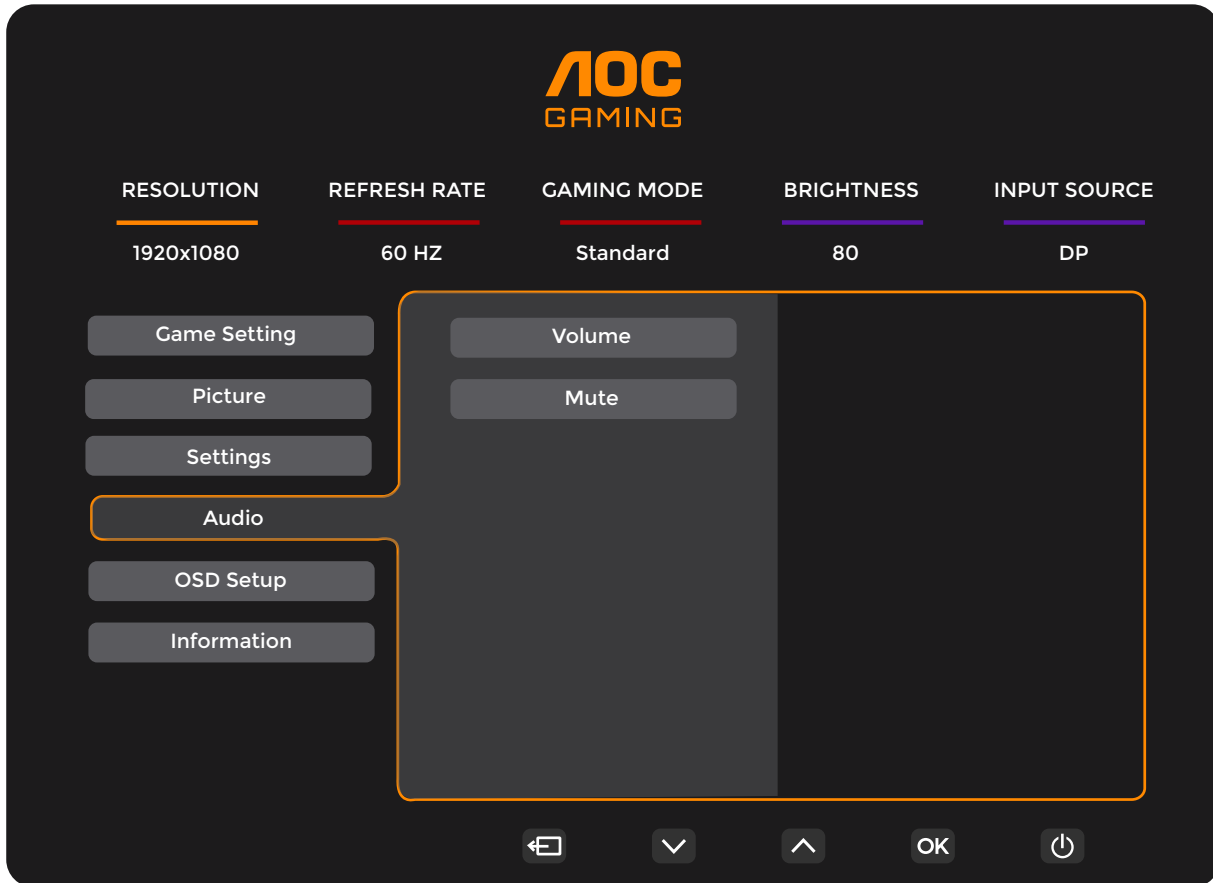 AOC
GAMING
RESOLUTION REFRESH RATE GAMING MODE BRIGHTNESS INPUT SOURCE
1920x1080 60 HZ Standard 80 DP
Game Setting Volume
Picture Mute
Settings
Audio
OSD Setup
Information
OK